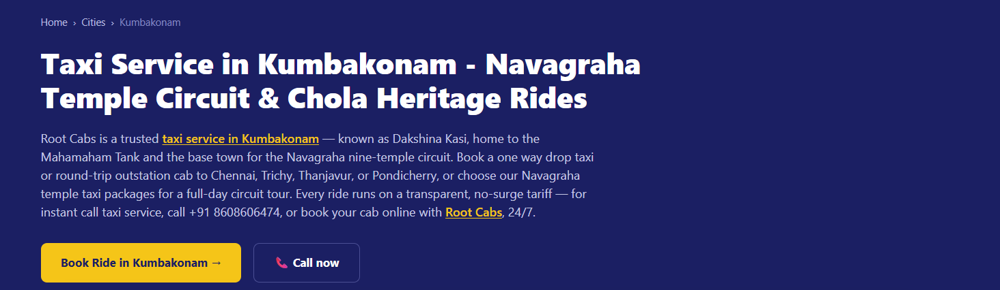 Home › Cities › Kumbakonam
Taxi Service in Kumbakonam - Navagraha
Temple Circuit & Chola Heritage Rides
Root Cabs is a trusted taxi service in Kumbakonam — known as Dakshina Kasi, home to the
Mahamaham Tank and the base town for the Navagraha nine-temple circuit. Book a one way drop taxi
or round-trip outstation cab to Chennai, Trichy, Thanjavur, or Pondicherry, or choose our Navagraha
temple taxi packages for a full-day circuit tour. Every ride runs on a transparent, no-surge tariff — for
instant call taxi service, call +91 8608606474, or book your cab online with Root Cabs, 24/7.
Book Ride in Kumbakonam →
Call now